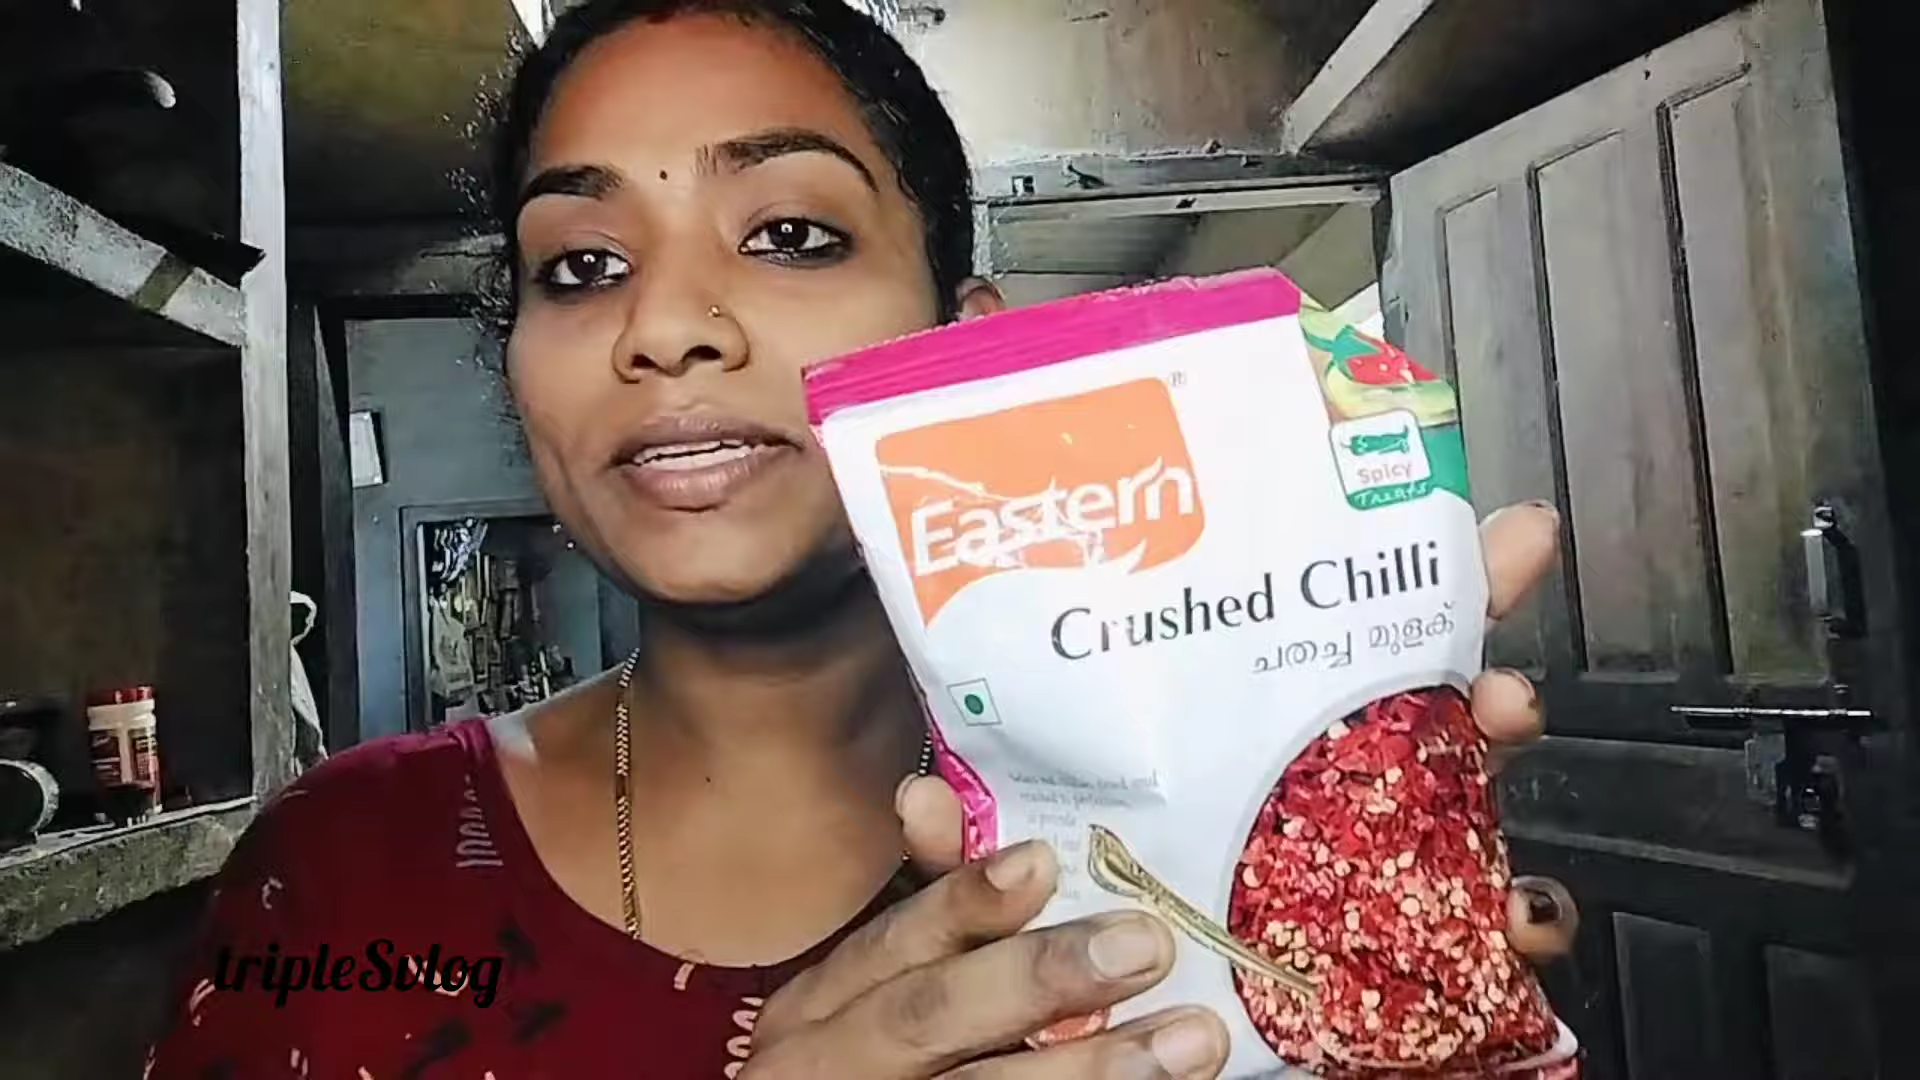 Eastern
®
Spicy
Treats
Crushed Chilli
ചതച്ച മുളക്
tripleSvlog